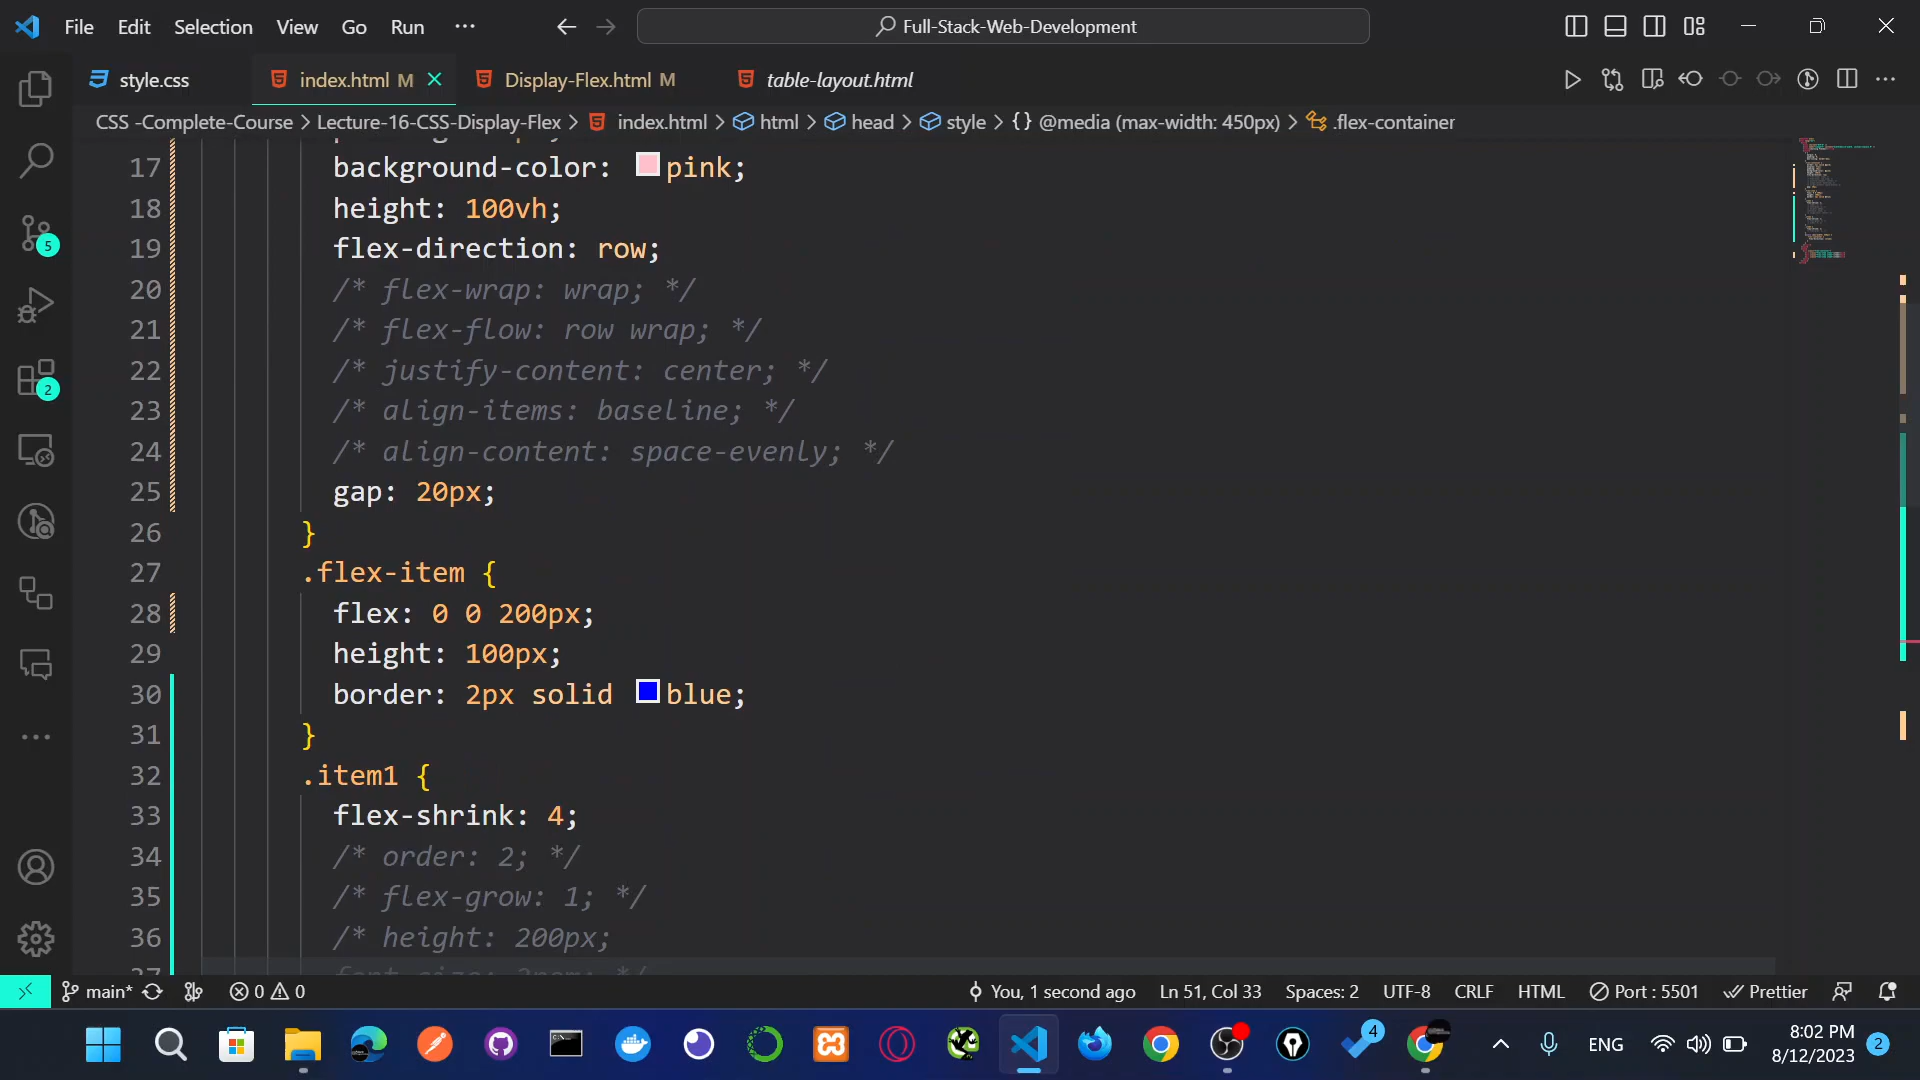 File Edit Selection View Go Run ···
Full-Stack-Web-Development
style.css index.html M Display-Flex.html M table-layout.html
CSS -Complete-Course > Lecture-16-CSS-Display-Flex > index.html > html > head > style > {} @media (max-width: 450px) > .flex-container
17 background-color: pink;
18 height: 100vh;
19 flex-direction: row;
20 /* flex-wrap: wrap; */
21 /* flex-flow: row wrap; */
22 /* justify-content: center; */
23 /* align-items: baseline; */
24 /* align-content: space-evenly; */
25 gap: 20px;
26 }
27 .flex-item {
28 flex: 0 0 200px;
29 height: 100px;
30 border: 2px solid blue;
31 }
32 .item1 {
33 flex-shrink: 4;
34 /* order: 2; */
35 /* flex-grow: 1; */
36 /* height: 200px;
5
2
main* 0 0 You, 1 second ago Ln 51, Col 33 Spaces: 2 UTF-8 CRLF HTML Port : 5501 Prettier
4 ENG 8:02 PM
8/12/2023 2